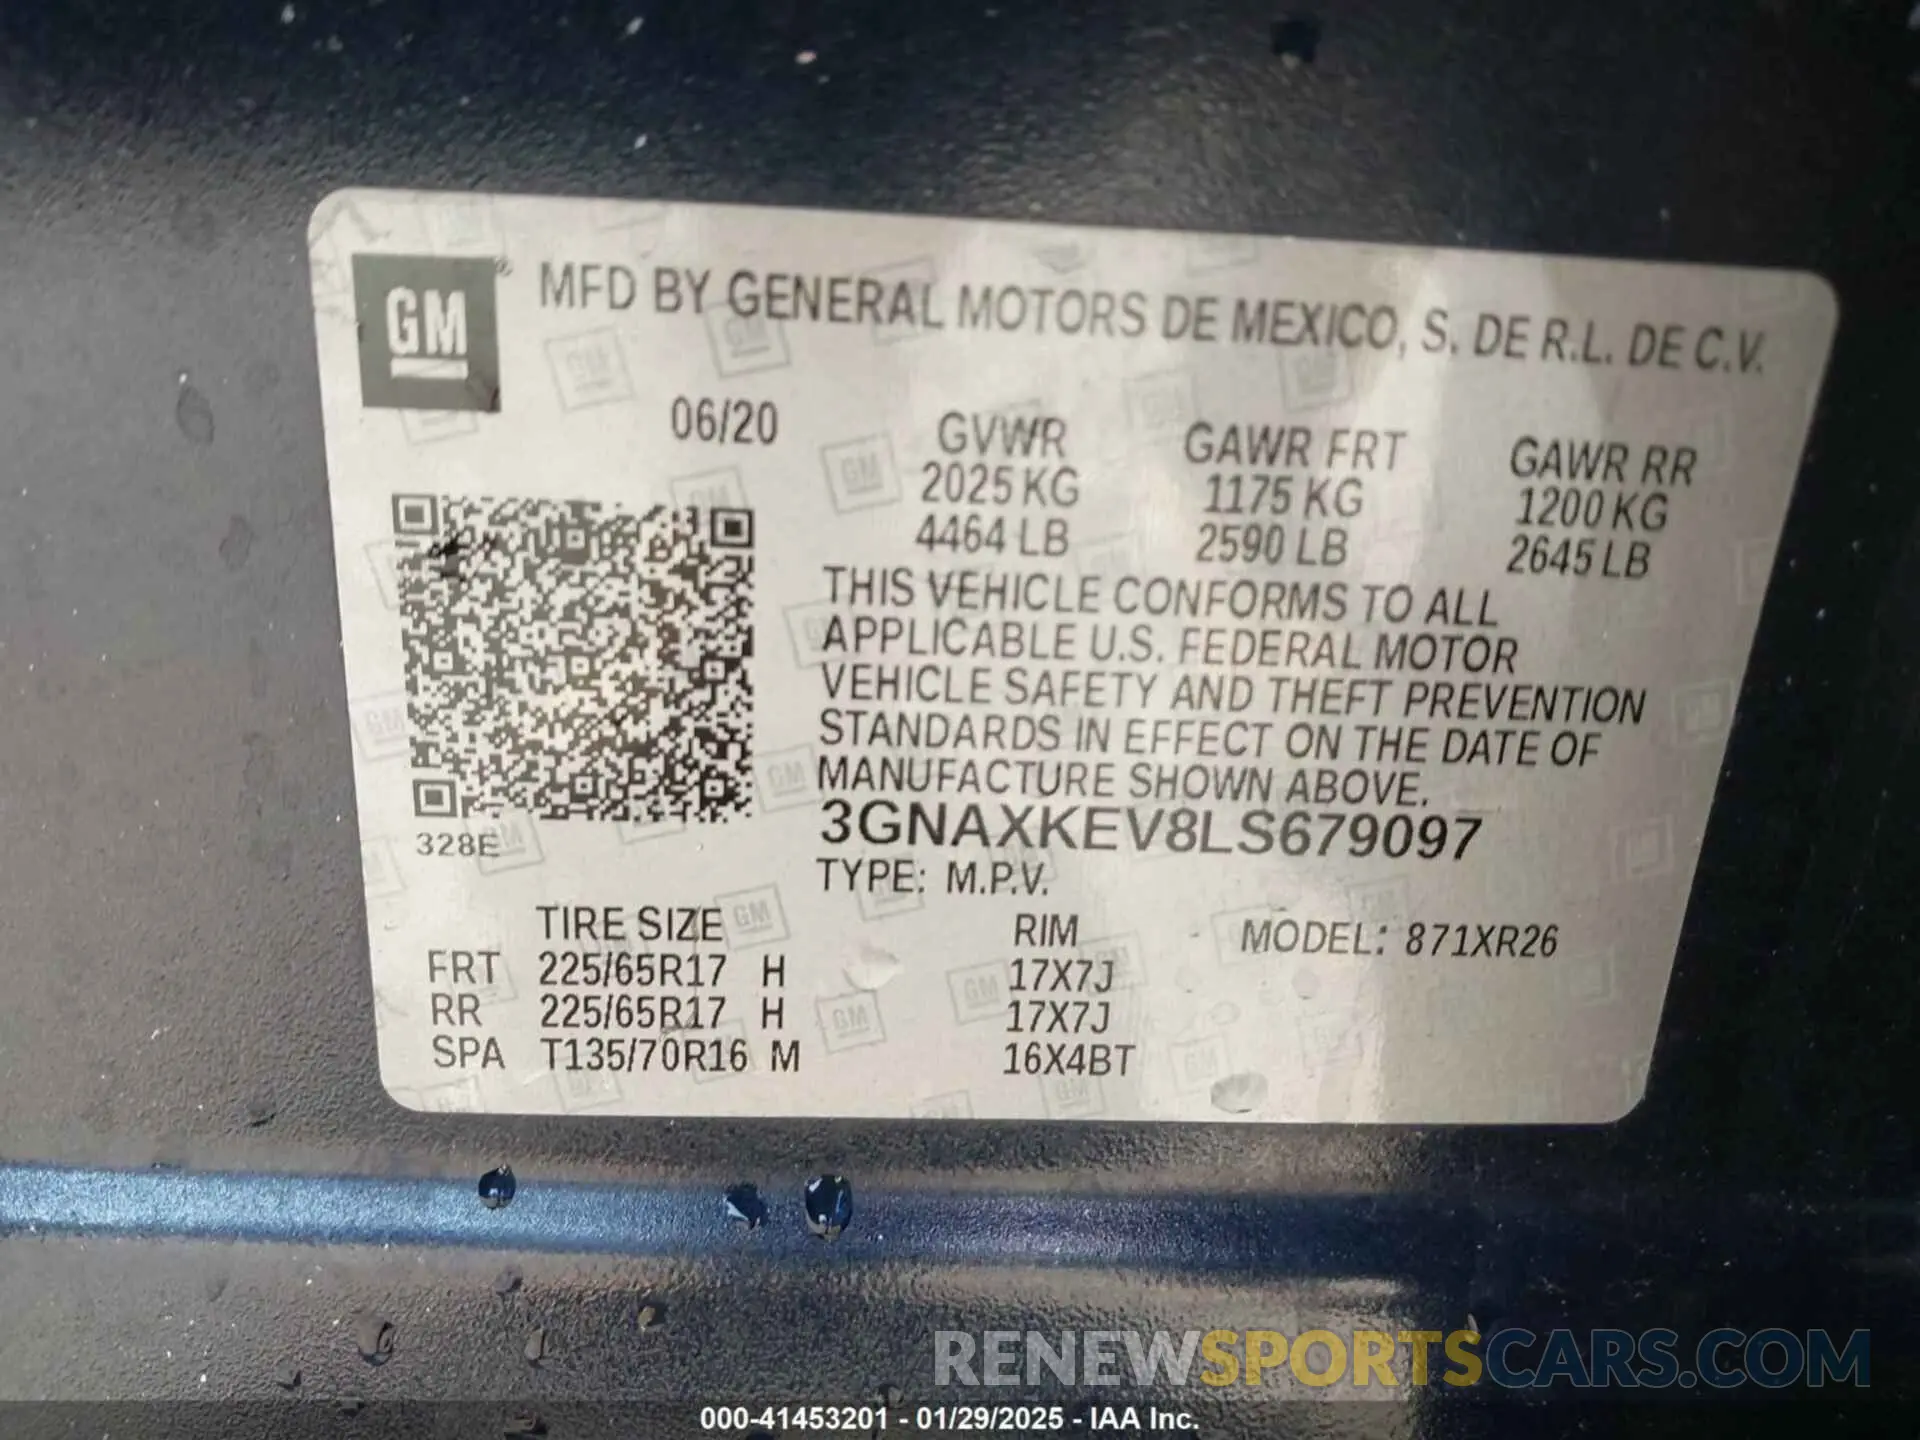 GM ® MFD BY GENERAL MOTORS DE MEXICO, S. DE R.L. DE C.V.
06/20
GVWR GAWR FRT GAWR RR
2025 KG 1175 KG 1200 KG
4464 LB 2590 LB 2645 LB
THIS VEHICLE CONFORMS TO ALL
APPLICABLE U.S. FEDERAL MOTOR
VEHICLE SAFETY AND THEFT PREVENTION
STANDARDS IN EFFECT ON THE DATE OF
MANUFACTURE SHOWN ABOVE.
3GNAXKEV8LS679097
328E
TYPE: M.P.V.
TIRE SIZE RIM MODEL: 871XR26
FRT 225/65R17 H 17X7J
RR 225/65R17 H 17X7J
SPA T135/70R16 M 16X4BT
RENEWSPORTSCARS.COM
000-41453201 - 01/29/2025 - IAA Inc.